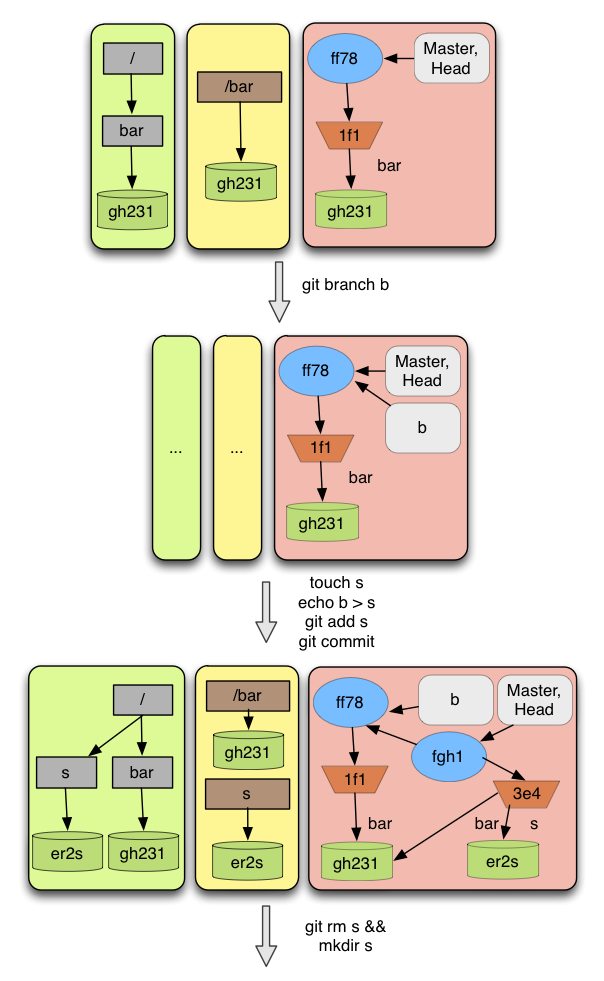 /
bar
gh231
/bar
gh231
ff78
Master,
Head
1f1
bar
gh231
git branch b
...
...
ff78
Master,
Head
b
1f1
bar
gh231
touch s
echo b > s
git add s
git commit
/
s
bar
er2s
gh231
/bar
gh231
s
er2s
ff78
b
Master,
Head
fgh1
1f1
3e4
bar
bar
s
gh231
er2s
git rm s &&
mkdir s